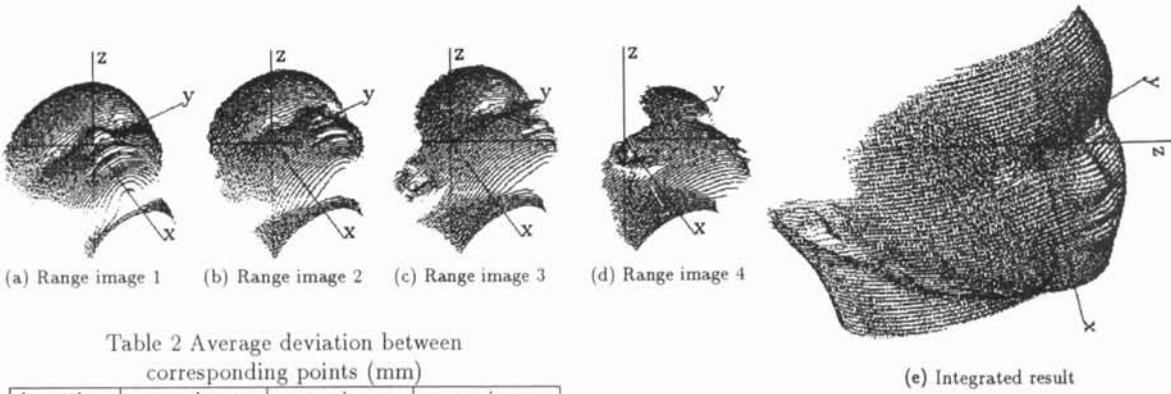 z
y
x
(a) Range image 1
z
y
x
(b) Range image 2
z
y
x
(c) Range image 3
z
y
x
(d) Range image 4
y
z
x
(e) Integrated result
Table 2 Average deviation between
corresponding points (mm)